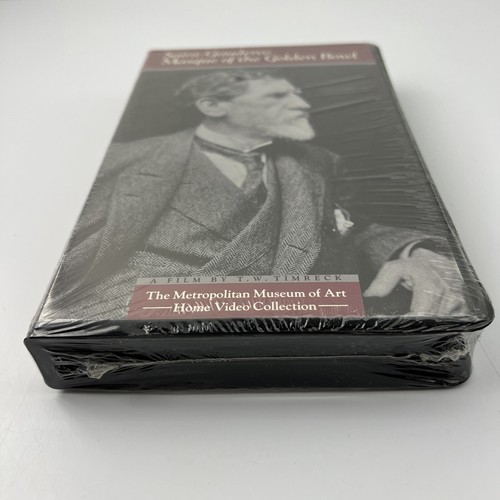 Saint-Gaudens:
Masque of the Golden Bowl
A FILM BY T. W. TIMRECK
The Metropolitan Museum of Art
Home Video Collection